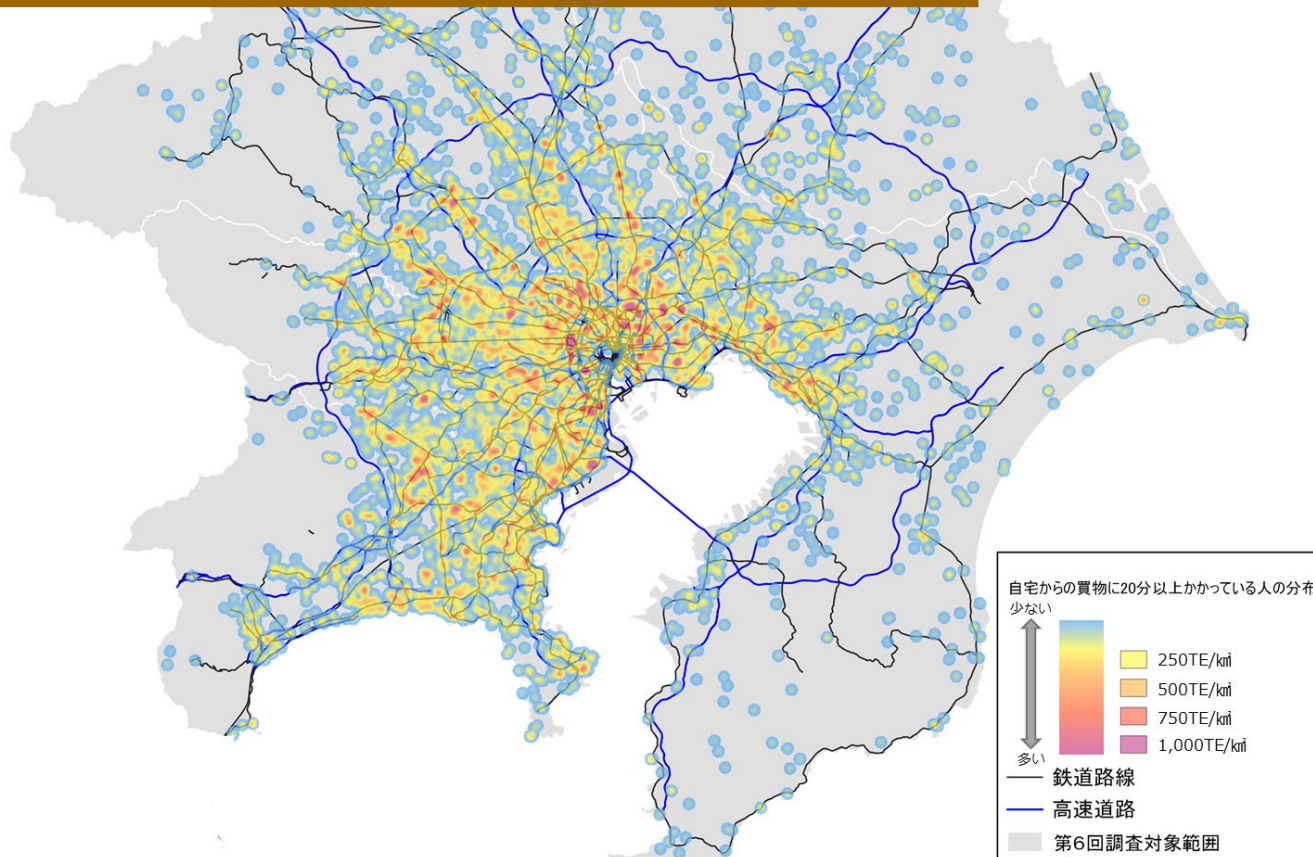 自宅からの買物に20分以上かかっている人の分布
少ない
250TE/㎢
500TE/㎢
750TE/㎢
1,000TE/㎢
多い
鉄道路線
高速道路
第6回調査対象範囲